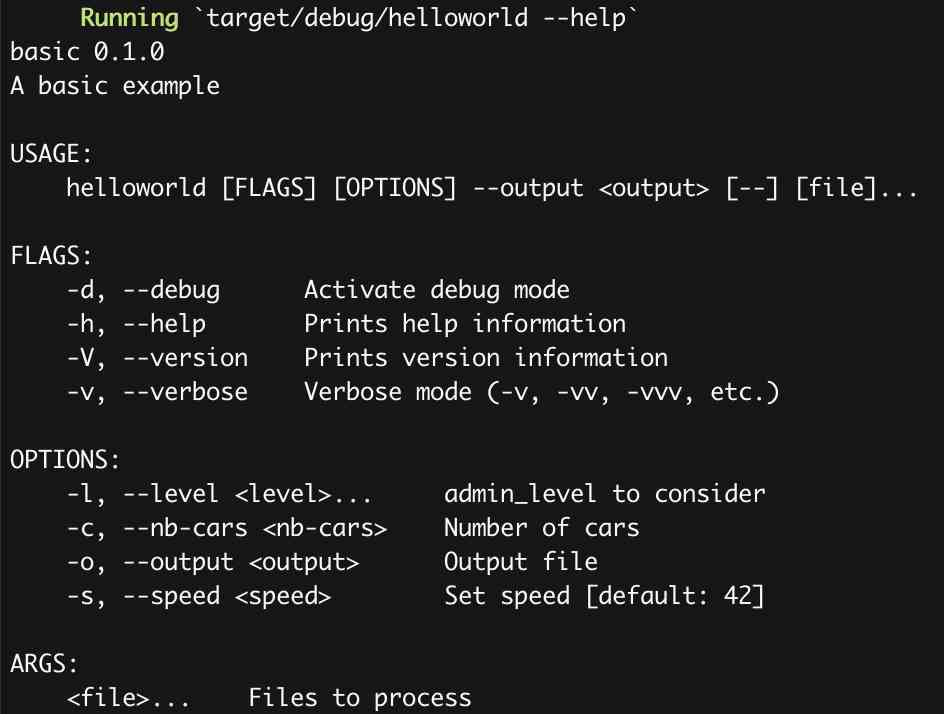 Running `target/debug/helloworld --help`
basic 0.1.0
A basic example

USAGE:
    helloworld [FLAGS] [OPTIONS] --output <output> [--] [file]...

FLAGS:
    -d, --debug      Activate debug mode
    -h, --help       Prints help information
    -V, --version    Prints version information
    -v, --verbose    Verbose mode (-v, -vv, -vvv, etc.)

OPTIONS:
    -l, --level <level>...     admin_level to consider
    -c, --nb-cars <nb-cars>    Number of cars
    -o, --output <output>      Output file
    -s, --speed <speed>        Set speed [default: 42]

ARGS:
    <file>...    Files to process